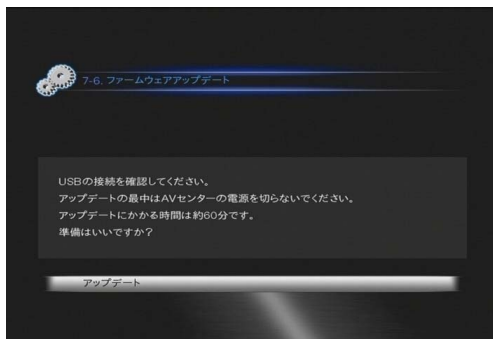 7-6. ファームウェアアップデート
USBの接続を確認してください。
アップデートの最中はAVセンターの電源を切らないでください。
アップデートにかかる時間は約60分です。
準備はいいですか？
アップデート